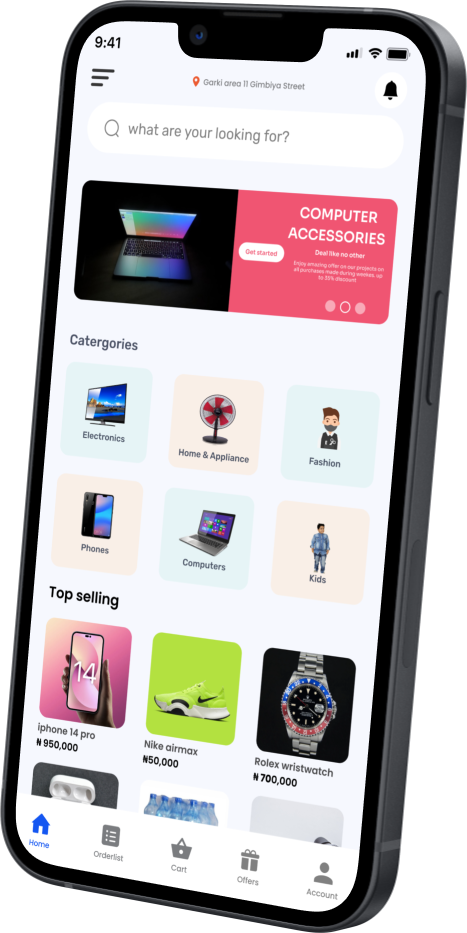 9:41
Garki area 11 Gimbiya Street
what are your looking for?
COMPUTER
ACCESSORIES
Get started
Deal like no other
Enjoy amazing offer on our projects on
all purchases made during weekes up
to 35% discount
Catergories
Electronics
Home & Appliance
Fashion
Phones
Computers
Kids
Top selling
14
iphone 14 pro
₦ 950,000
Nike airmax
₦50,000
Rolex wristwatch
₦ 700,000
Home
Orderlist
Cart
Offers
Account